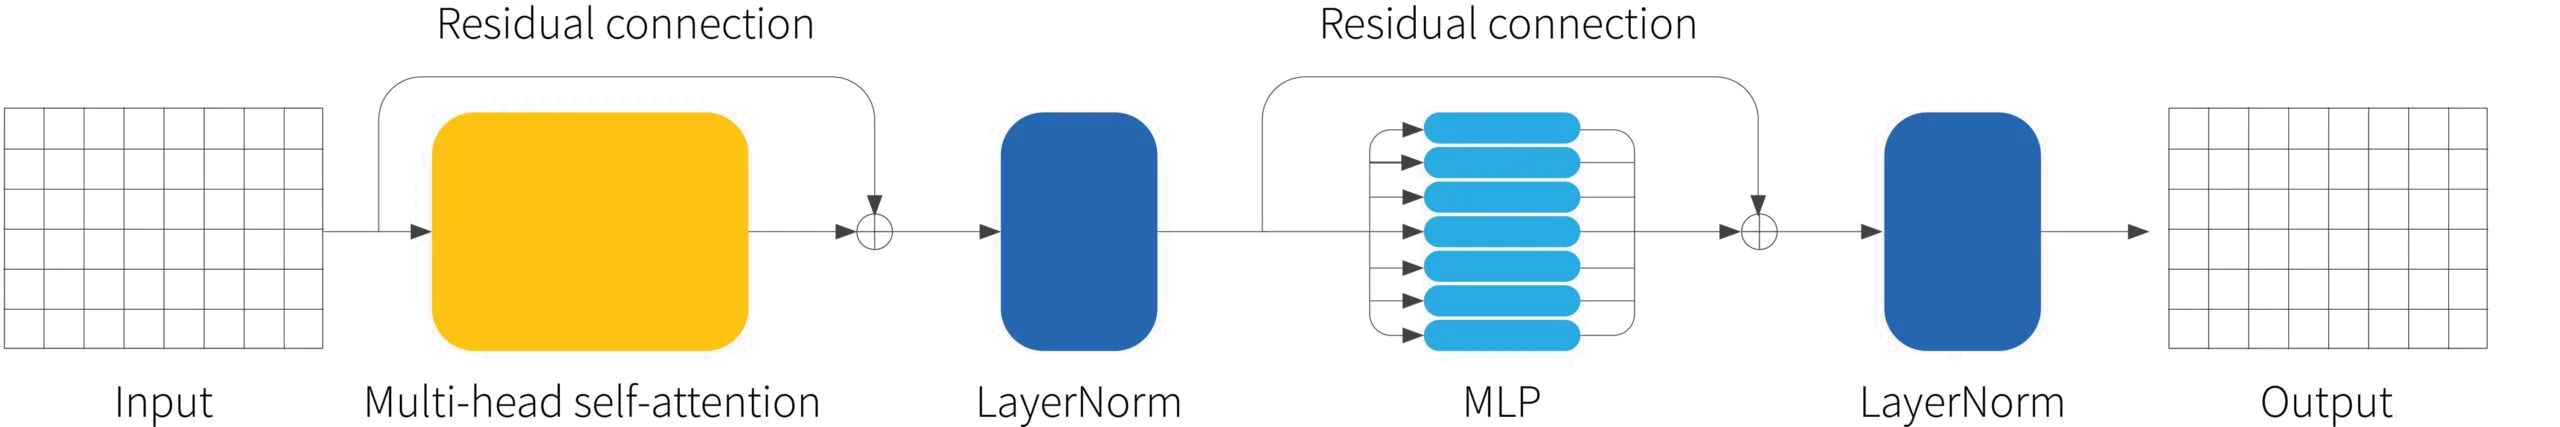 Residual connection
Residual connection
Input
Multi-head self-attention
LayerNorm
MLP
LayerNorm
Output